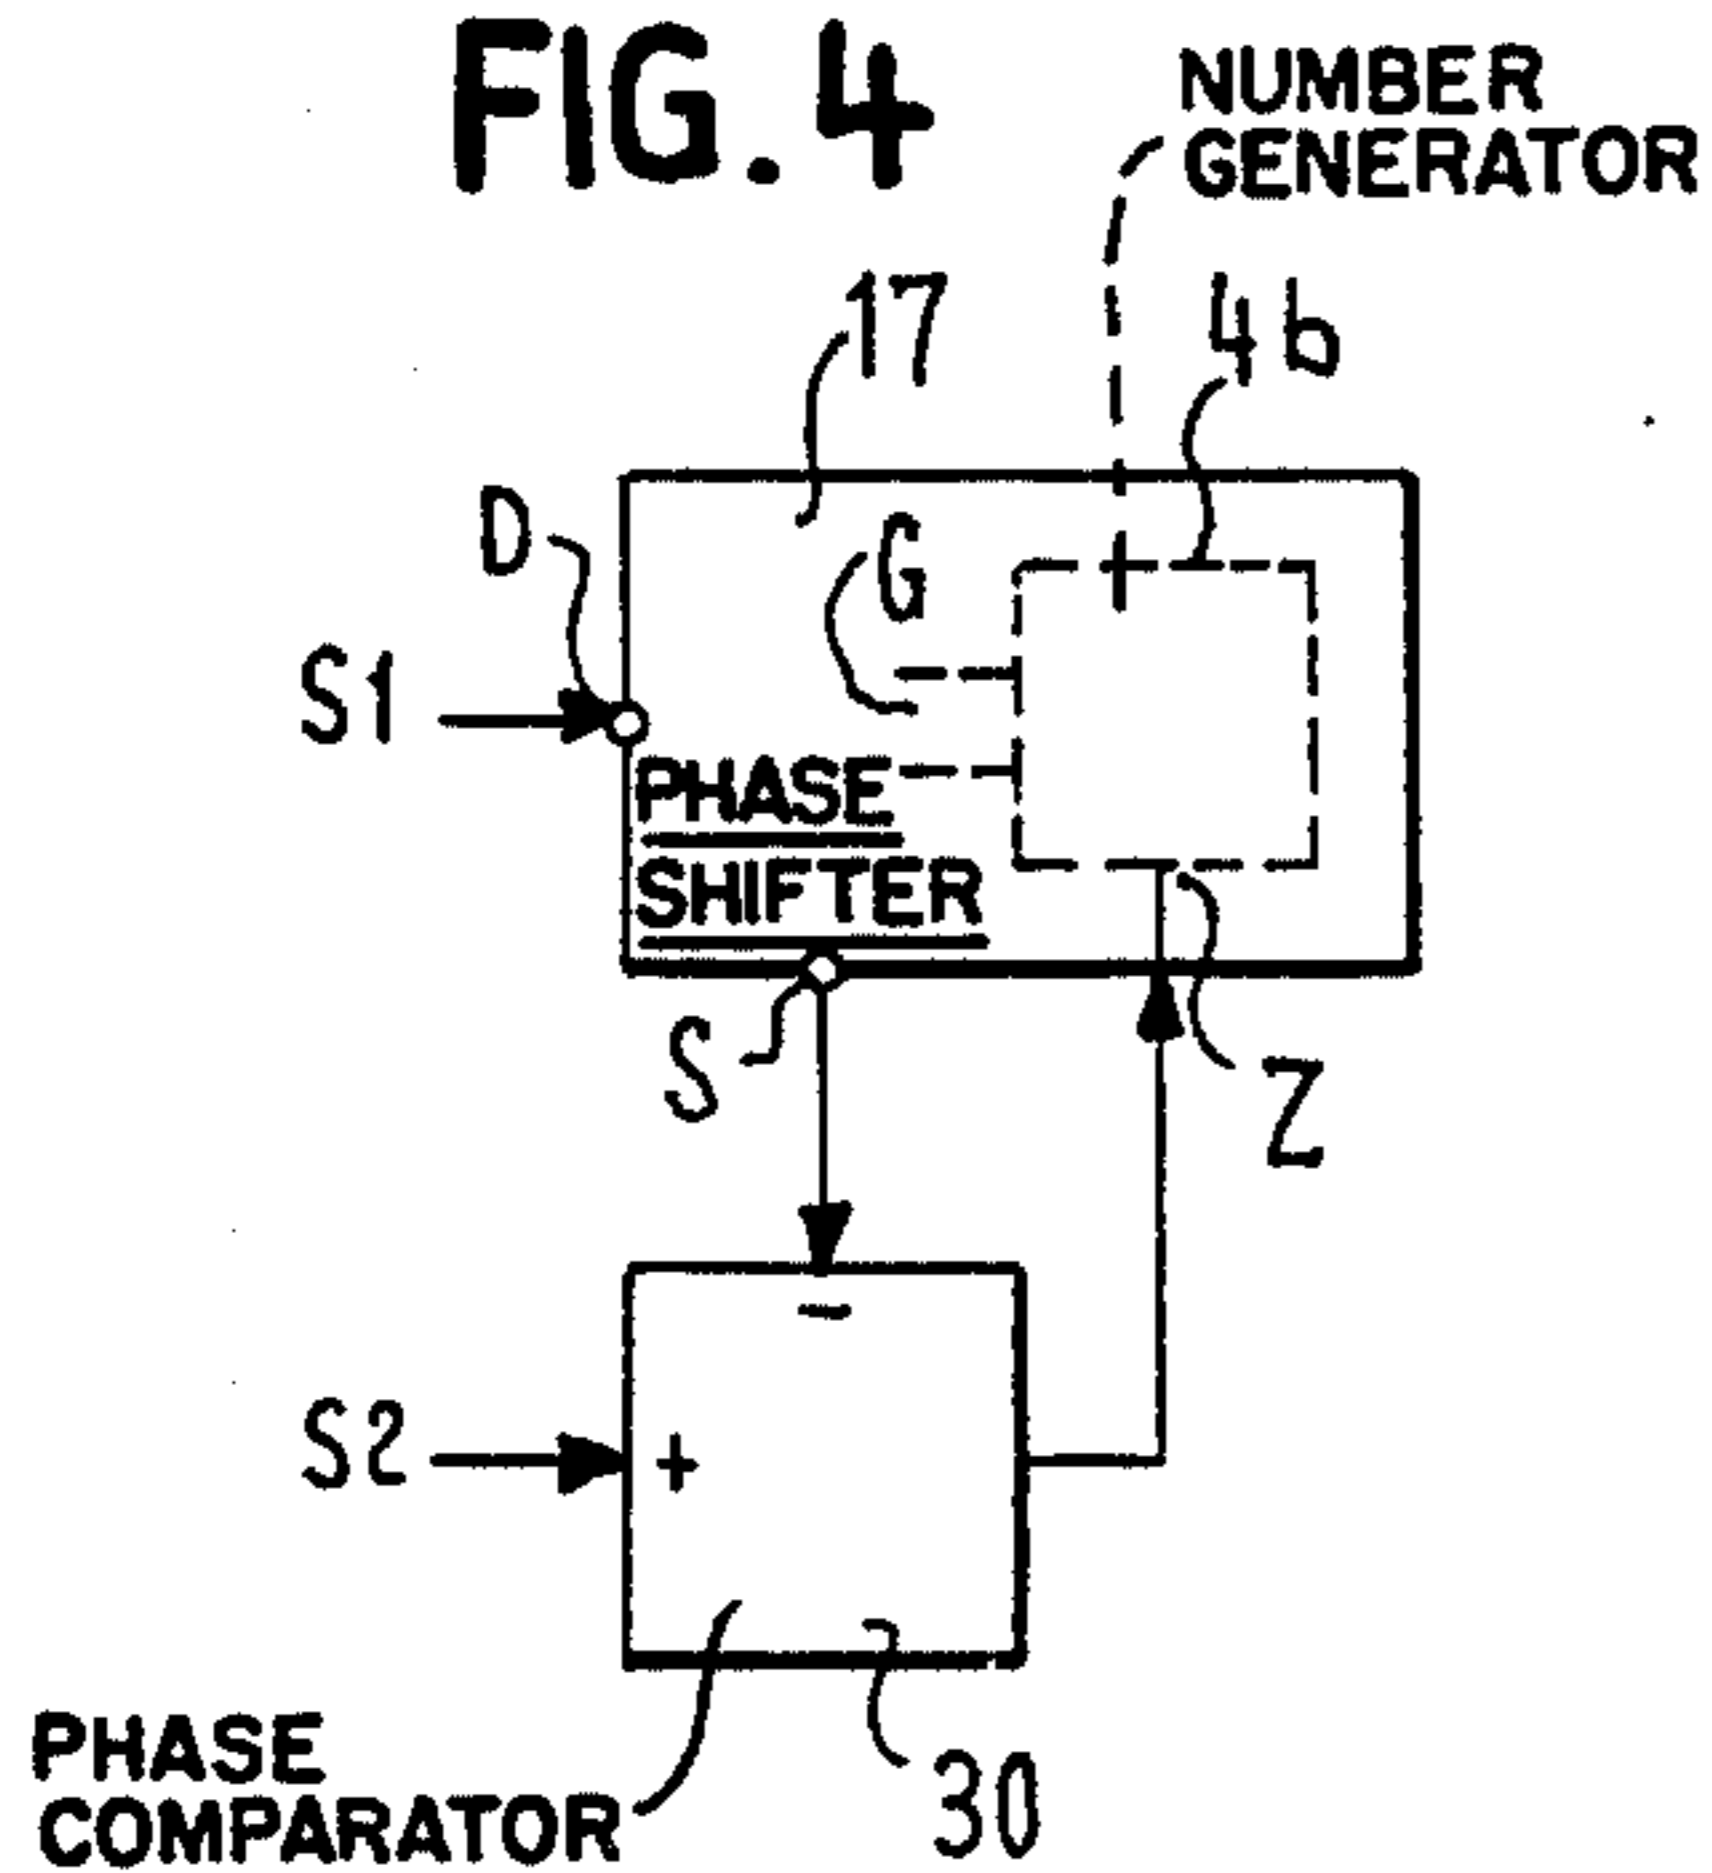 FIG. 4
NUMBER
GENERATOR
17
4b
D
G
S1
PHASE
SHIFTER
S
Z
−
S2
+
PHASE
COMPARATOR
30